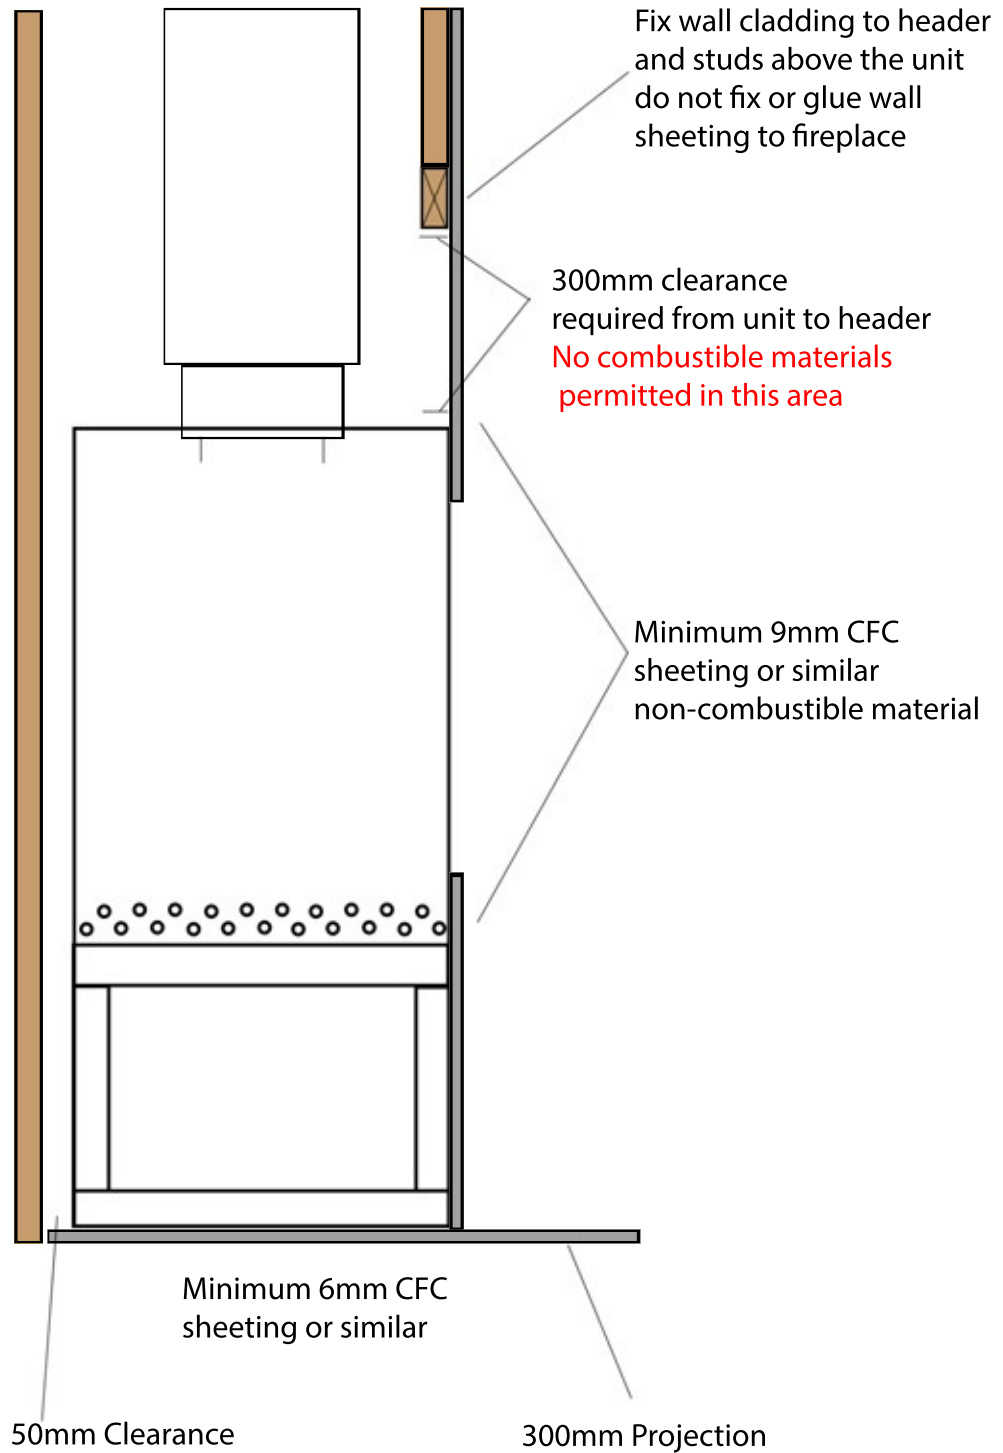 Fix wall cladding to header
and studs above the unit
do not fix or glue wall
sheeting to fireplace
300mm clearance
required from unit to header
No combustible materials
permitted in this area
Minimum 9mm CFC
sheeting or similar
non-combustible material
Minimum 6mm CFC
sheeting or similar
50mm Clearance
300mm Projection